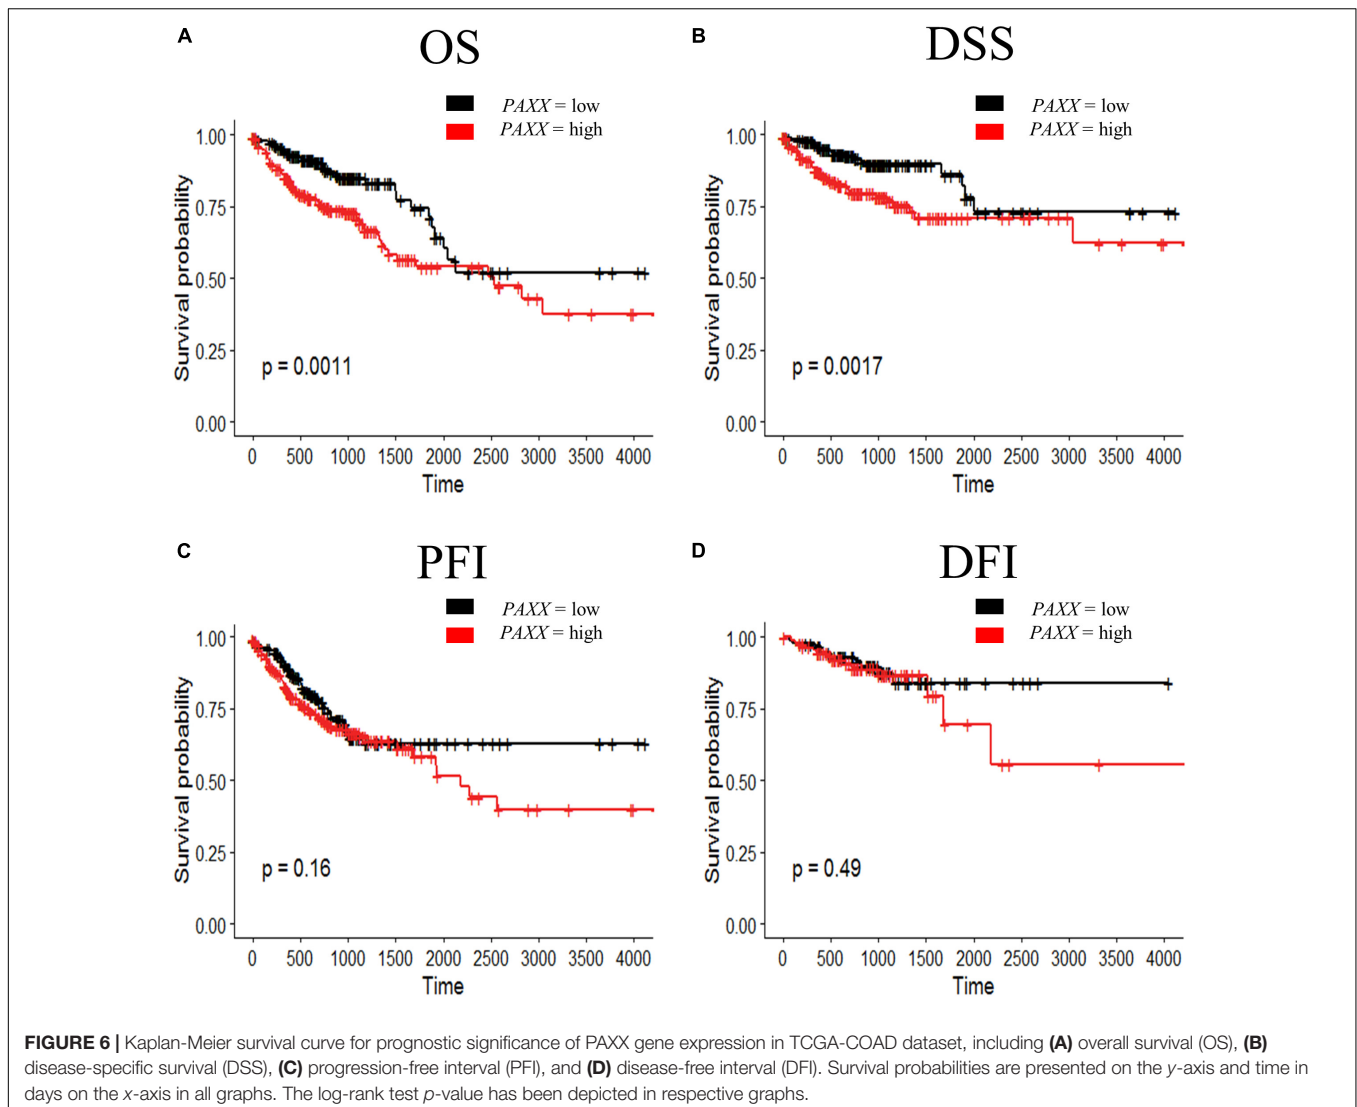 A
OS
PAXX = low
PAXX = high
1.00
0.75
0.50
0.25
0.00
Survival probability
p = 0.0011
0 500 1000 1500 2000 2500 3000 3500 4000
Time
B
DSS
PAXX = low
PAXX = high
1.00
0.75
0.50
0.25
0.00
Survival probability
p = 0.0017
0 500 1000 1500 2000 2500 3000 3500 4000
Time
C
PFI
PAXX = low
PAXX = high
1.00
0.75
0.50
0.25
0.00
Survival probability
p = 0.16
0 500 1000 1500 2000 2500 3000 3500 4000
Time
D
DFI
PAXX = low
PAXX = high
1.00
0.75
0.50
0.25
0.00
Survival probability
p = 0.49
0 500 1000 1500 2000 2500 3000 3500 4000
Time
FIGURE 6 | Kaplan-Meier survival curve for prognostic significance of PAXX gene expression in TCGA-COAD dataset, including (A) overall survival (OS), (B)
disease-specific survival (DSS), (C) progression-free interval (PFI), and (D) disease-free interval (DFI). Survival probabilities are presented on the y-axis and time in
days on the x-axis in all graphs. The log-rank test p-value has been depicted in respective graphs.